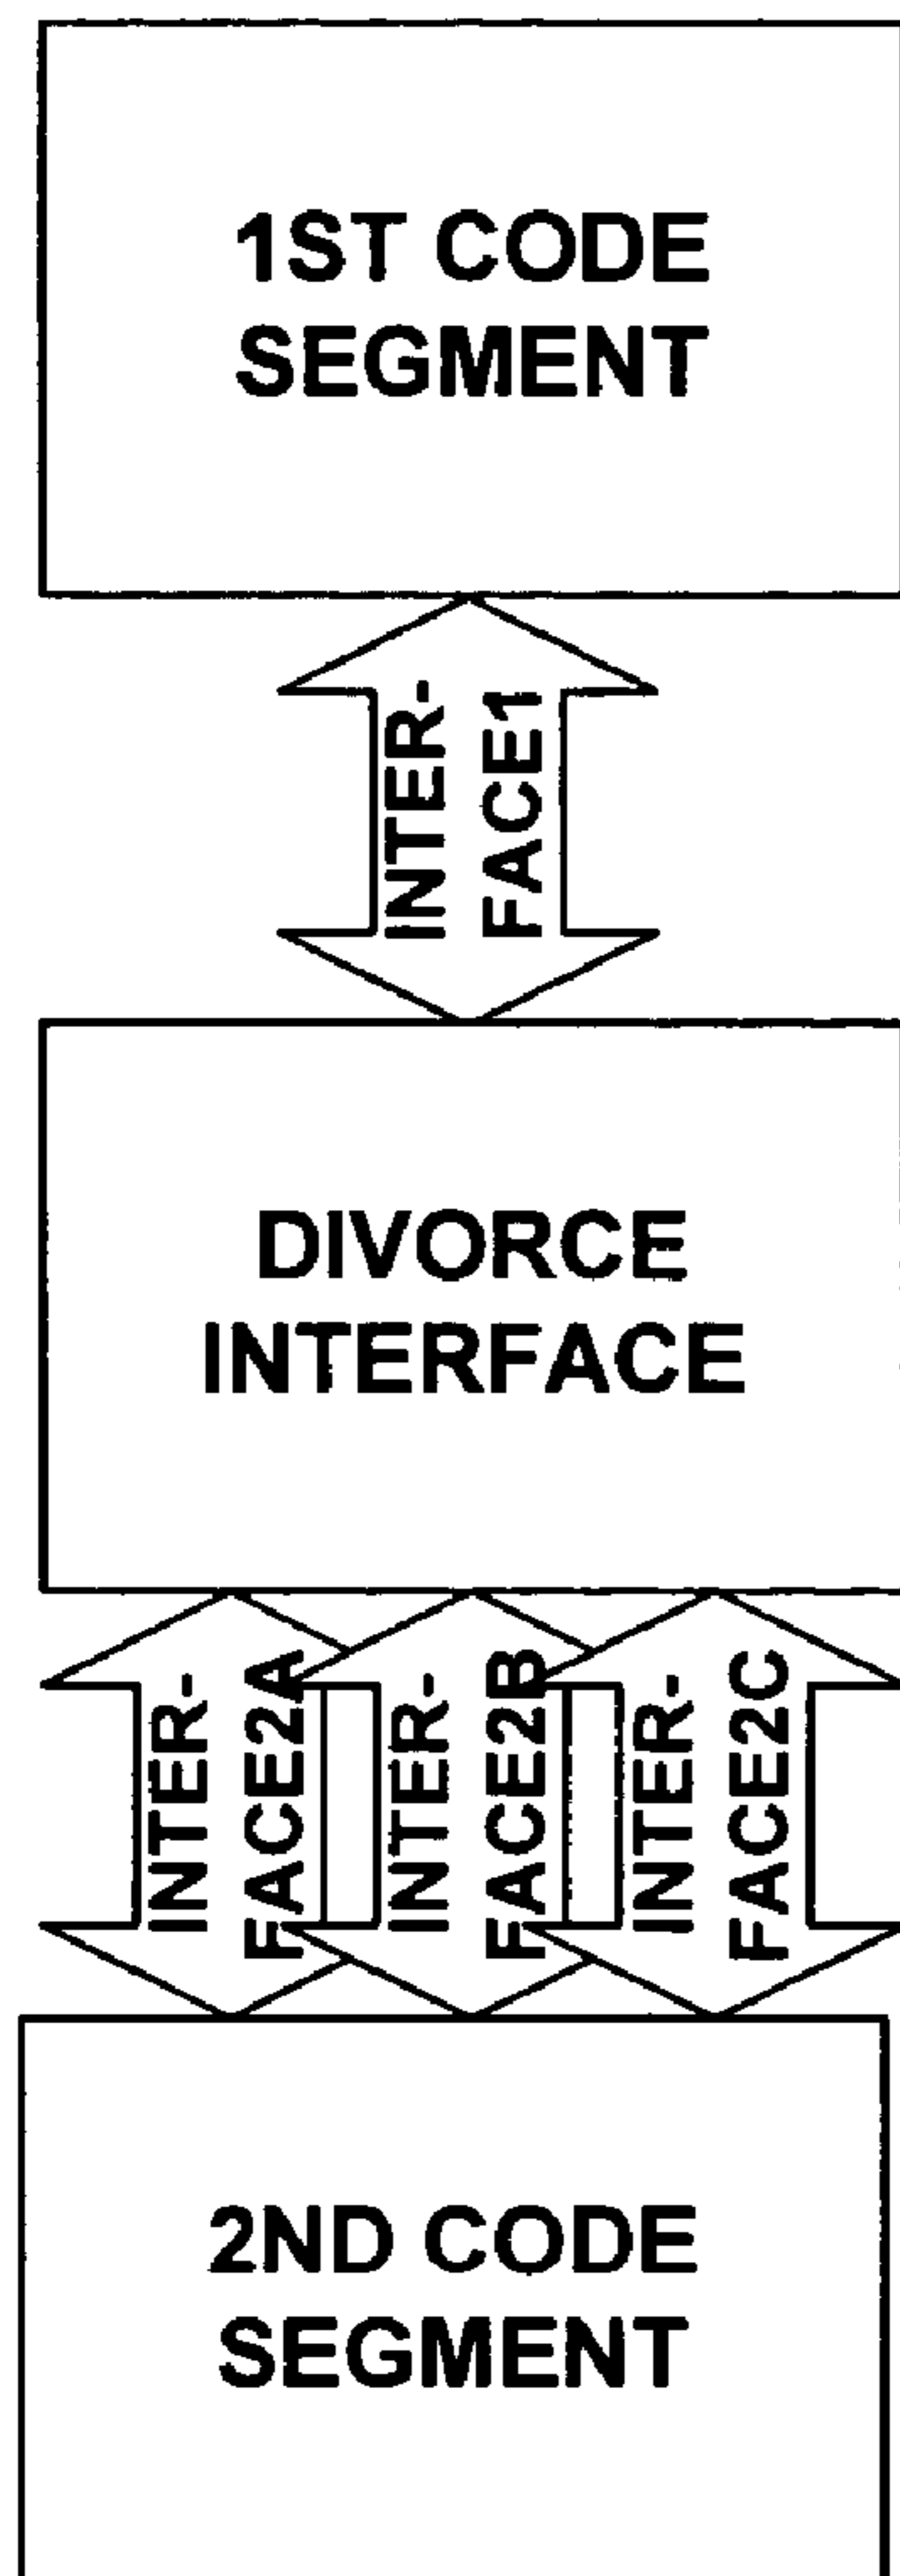 1ST CODE
SEGMENT
INTER-
FACE1
DIVORCE
INTERFACE
INTER-
FACE2A
INTER-
FACE2B
INTER-
FACE2C
2ND CODE
SEGMENT